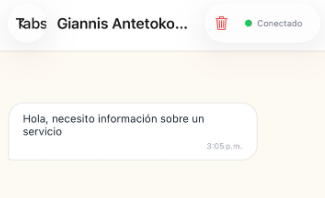 Tabs Giannis Antetoko... Conectado
Hola, necesito información sobre un
servicio
3:05 p.m.